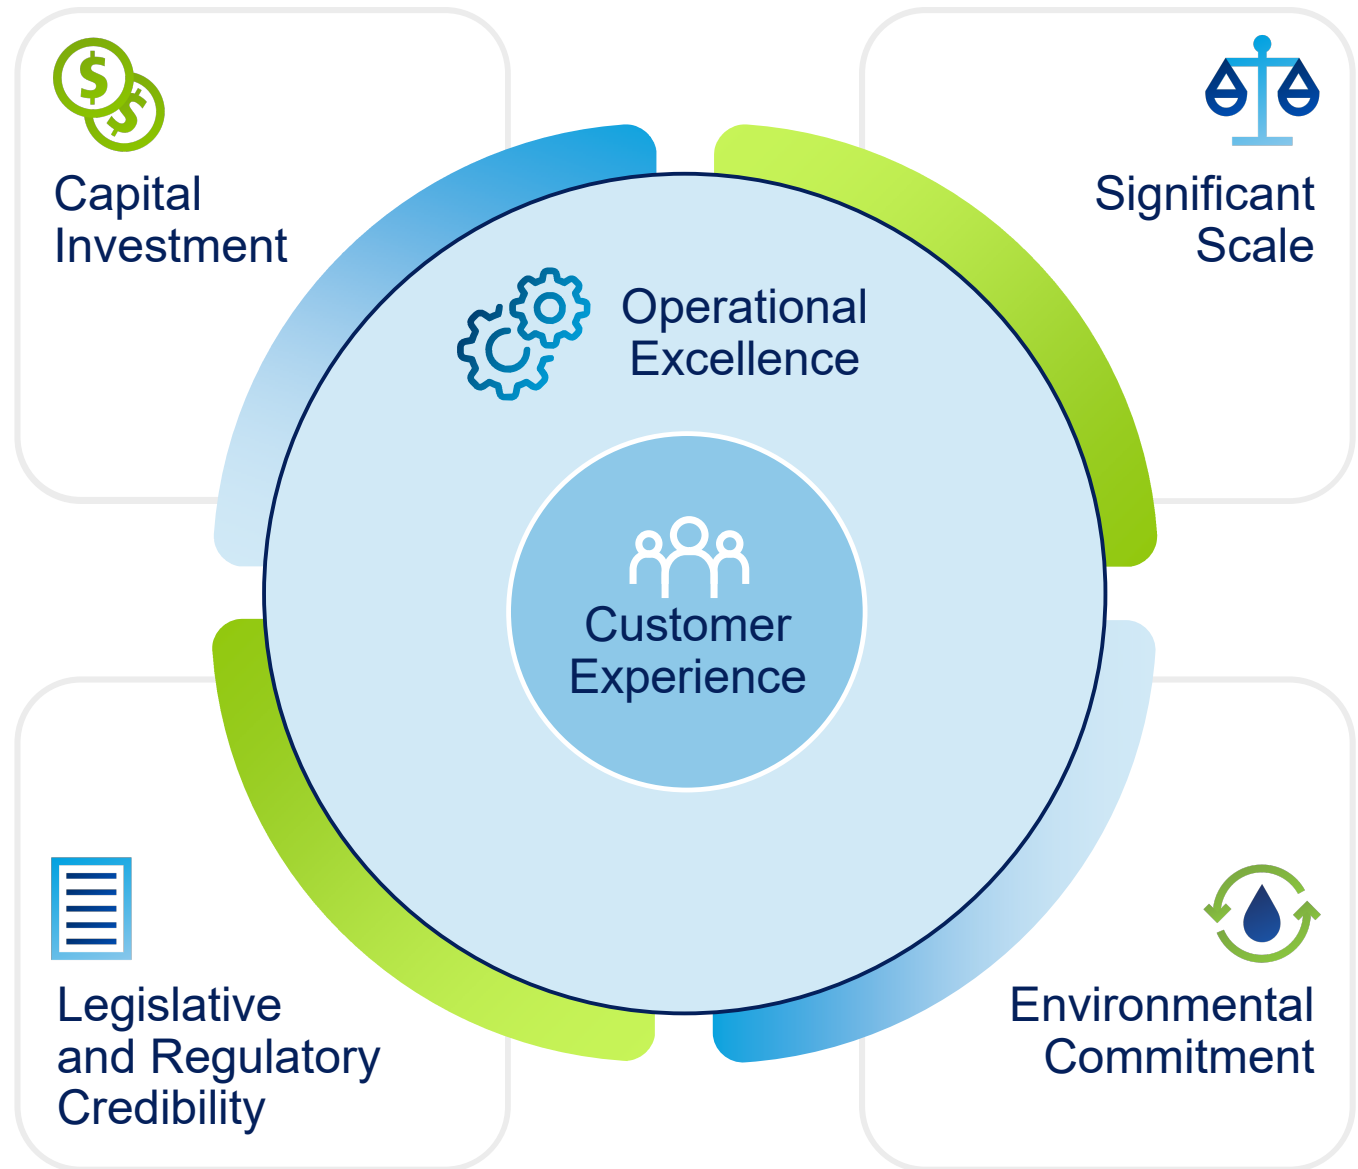 Capital
Investment
Significant
Scale
Operational
Excellence
Customer
Experience
Legislative
and Regulatory
Credibility
Environmental
Commitment